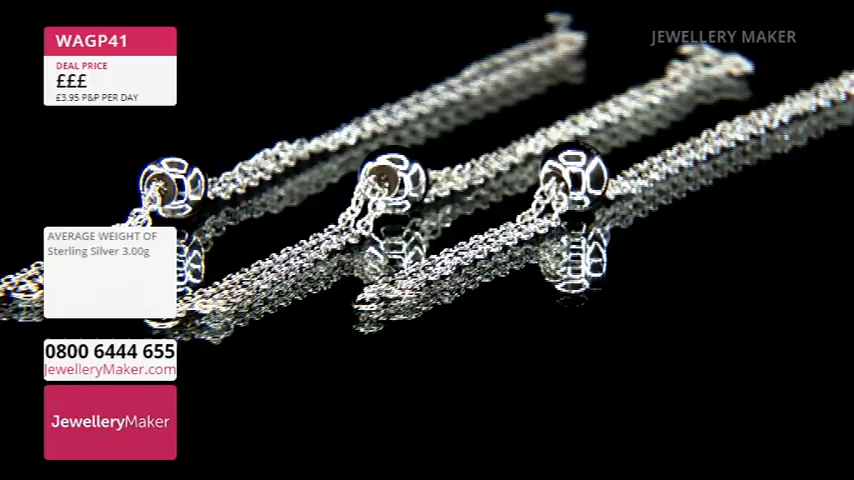 WAGP41
DEAL PRICE
£££
£3.95 P&P PER DAY
JEWELLERY MAKER
AVERAGE WEIGHT OF
Sterling Silver 3.00g
0800 6444 655
JewelleryMaker.com
JewelleryMaker